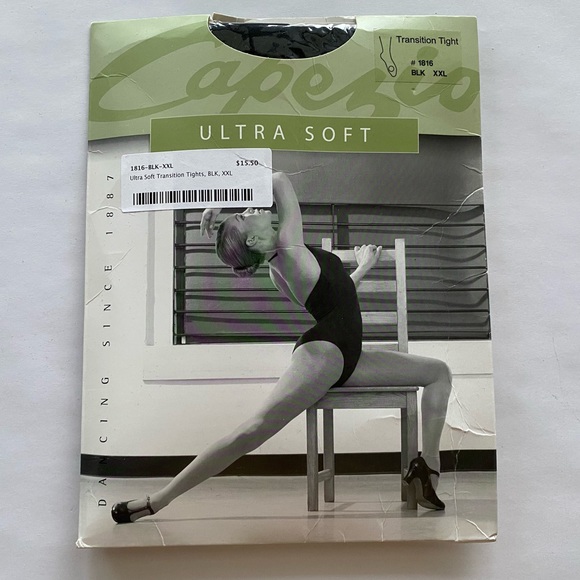 Capezio
Transition Tight
# 1816
BLK XXL
ULTRA SOFT
1816-BLK-XXL $15.50
Ultra Soft Transition Tights, BLK, XXL
DANCING SINCE 1887